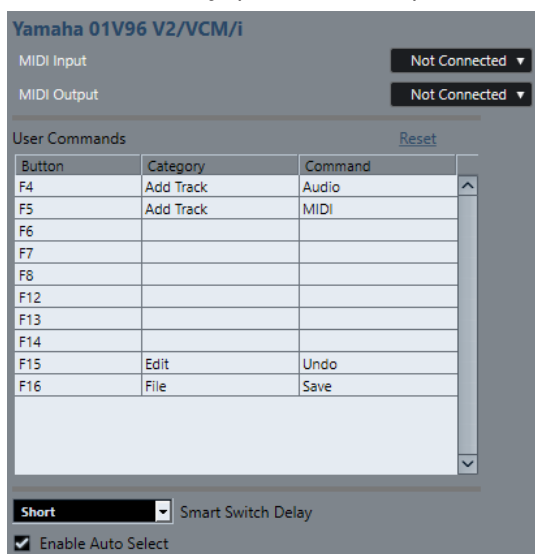 Yamaha 01V96 V2/VCM/i
MIDI Input Not Connected
MIDI Output Not Connected
User Commands Reset
Button Category Command
F4 Add Track Audio
F5 Add Track MIDI
F6
F7
F8
F12
F13
F14
F15 Edit Undo
F16 File Save
Short Smart Switch Delay
Enable Auto Select